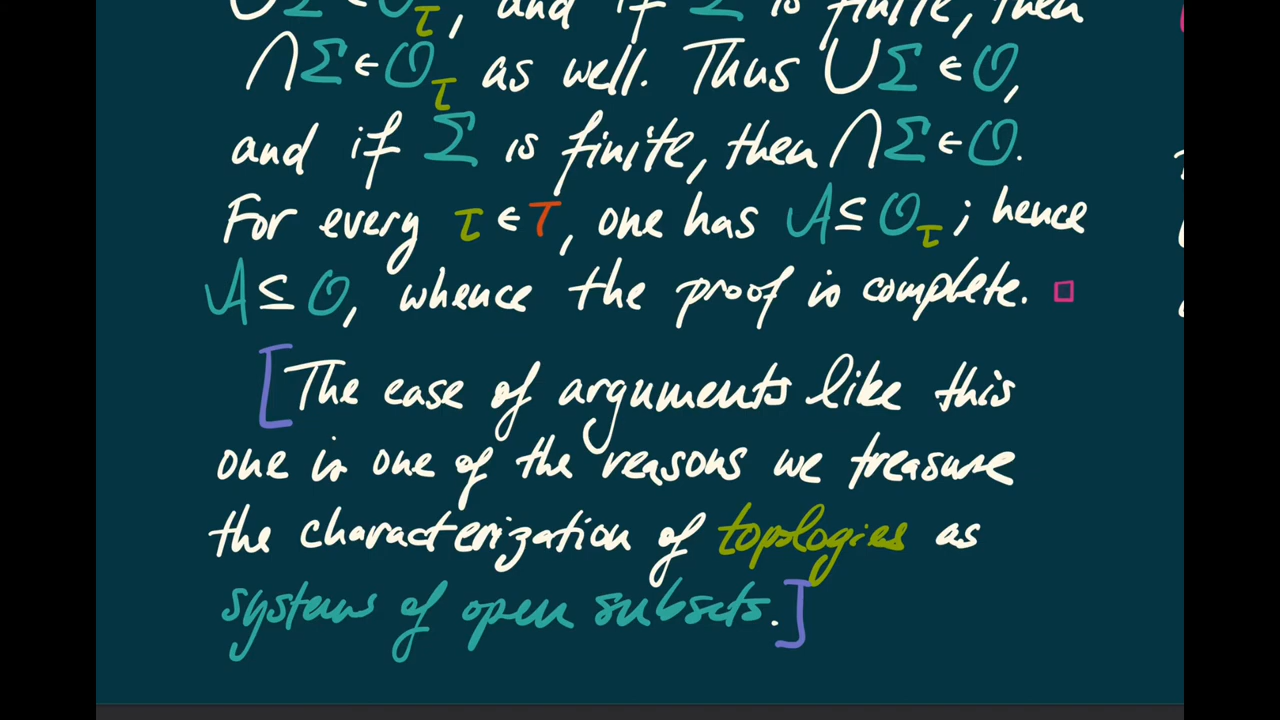 ∪Σ ∈ 𝒪_τ, and if Σ is finite, then
∩Σ ∈ 𝒪_τ as well. Thus ∪Σ ∈ 𝒪,
and if Σ is finite, then ∩Σ ∈ 𝒪.
For every τ ∈ T, one has 𝒜 ⊆ 𝒪_τ; hence
𝒜 ⊆ 𝒪, whence the proof is complete. □
[The ease of arguments like this
one is one of the reasons we treasure
the characterization of topologies as
systems of open subsets.]